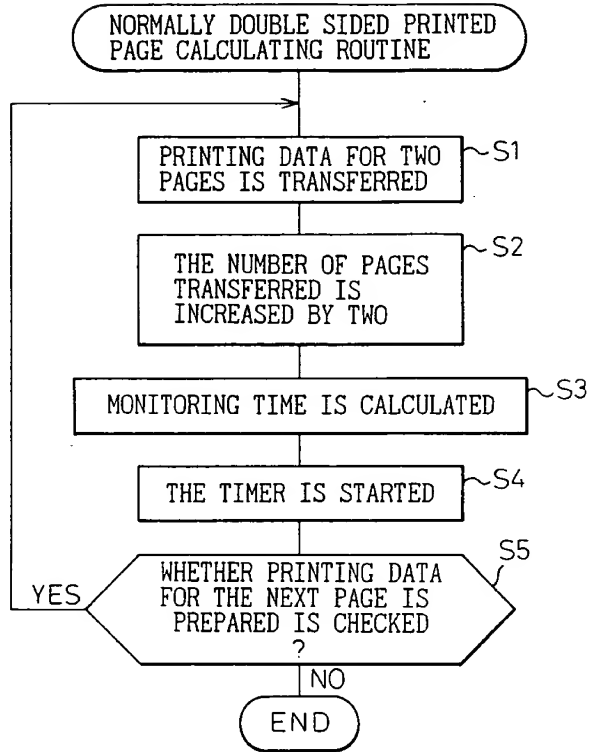 NORMALLY DOUBLE SIDED PRINTED
PAGE CALCULATING ROUTINE
PRINTING DATA FOR TWO
PAGES IS TRANSFERRED
S1
THE NUMBER OF PAGES
TRANSFERRED IS
INCREASED BY TWO
S2
MONITORING TIME IS CALCULATED
S3
THE TIMER IS STARTED
S4
WHETHER PRINTING DATA
FOR THE NEXT PAGE IS
PREPARED IS CHECKED
?
S5
YES
NO
END